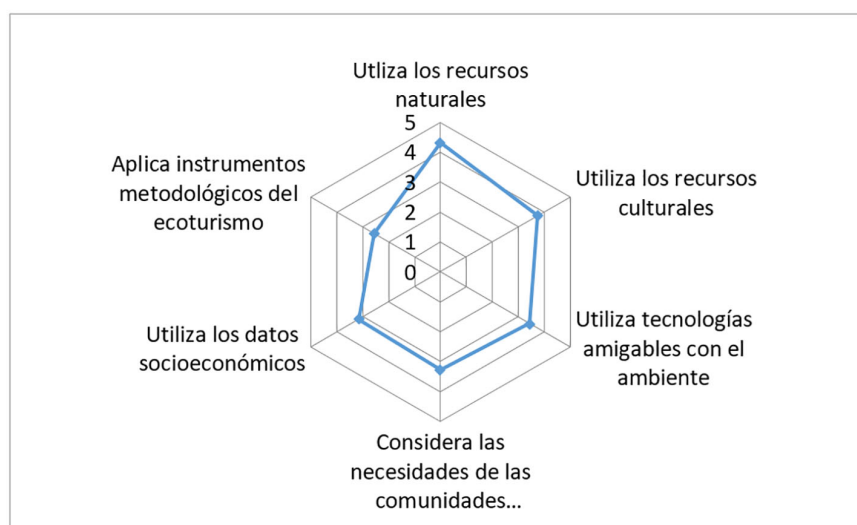 Utliza los recursos
naturales
5
4
3
2
1
0
Utiliza los recursos
culturales
Utiliza tecnologías
amigables con el
ambiente
Considera las
necesidades de las
comunidades...
Utiliza los datos
socioeconómicos
Aplica instrumentos
metodológicos del
ecoturismo